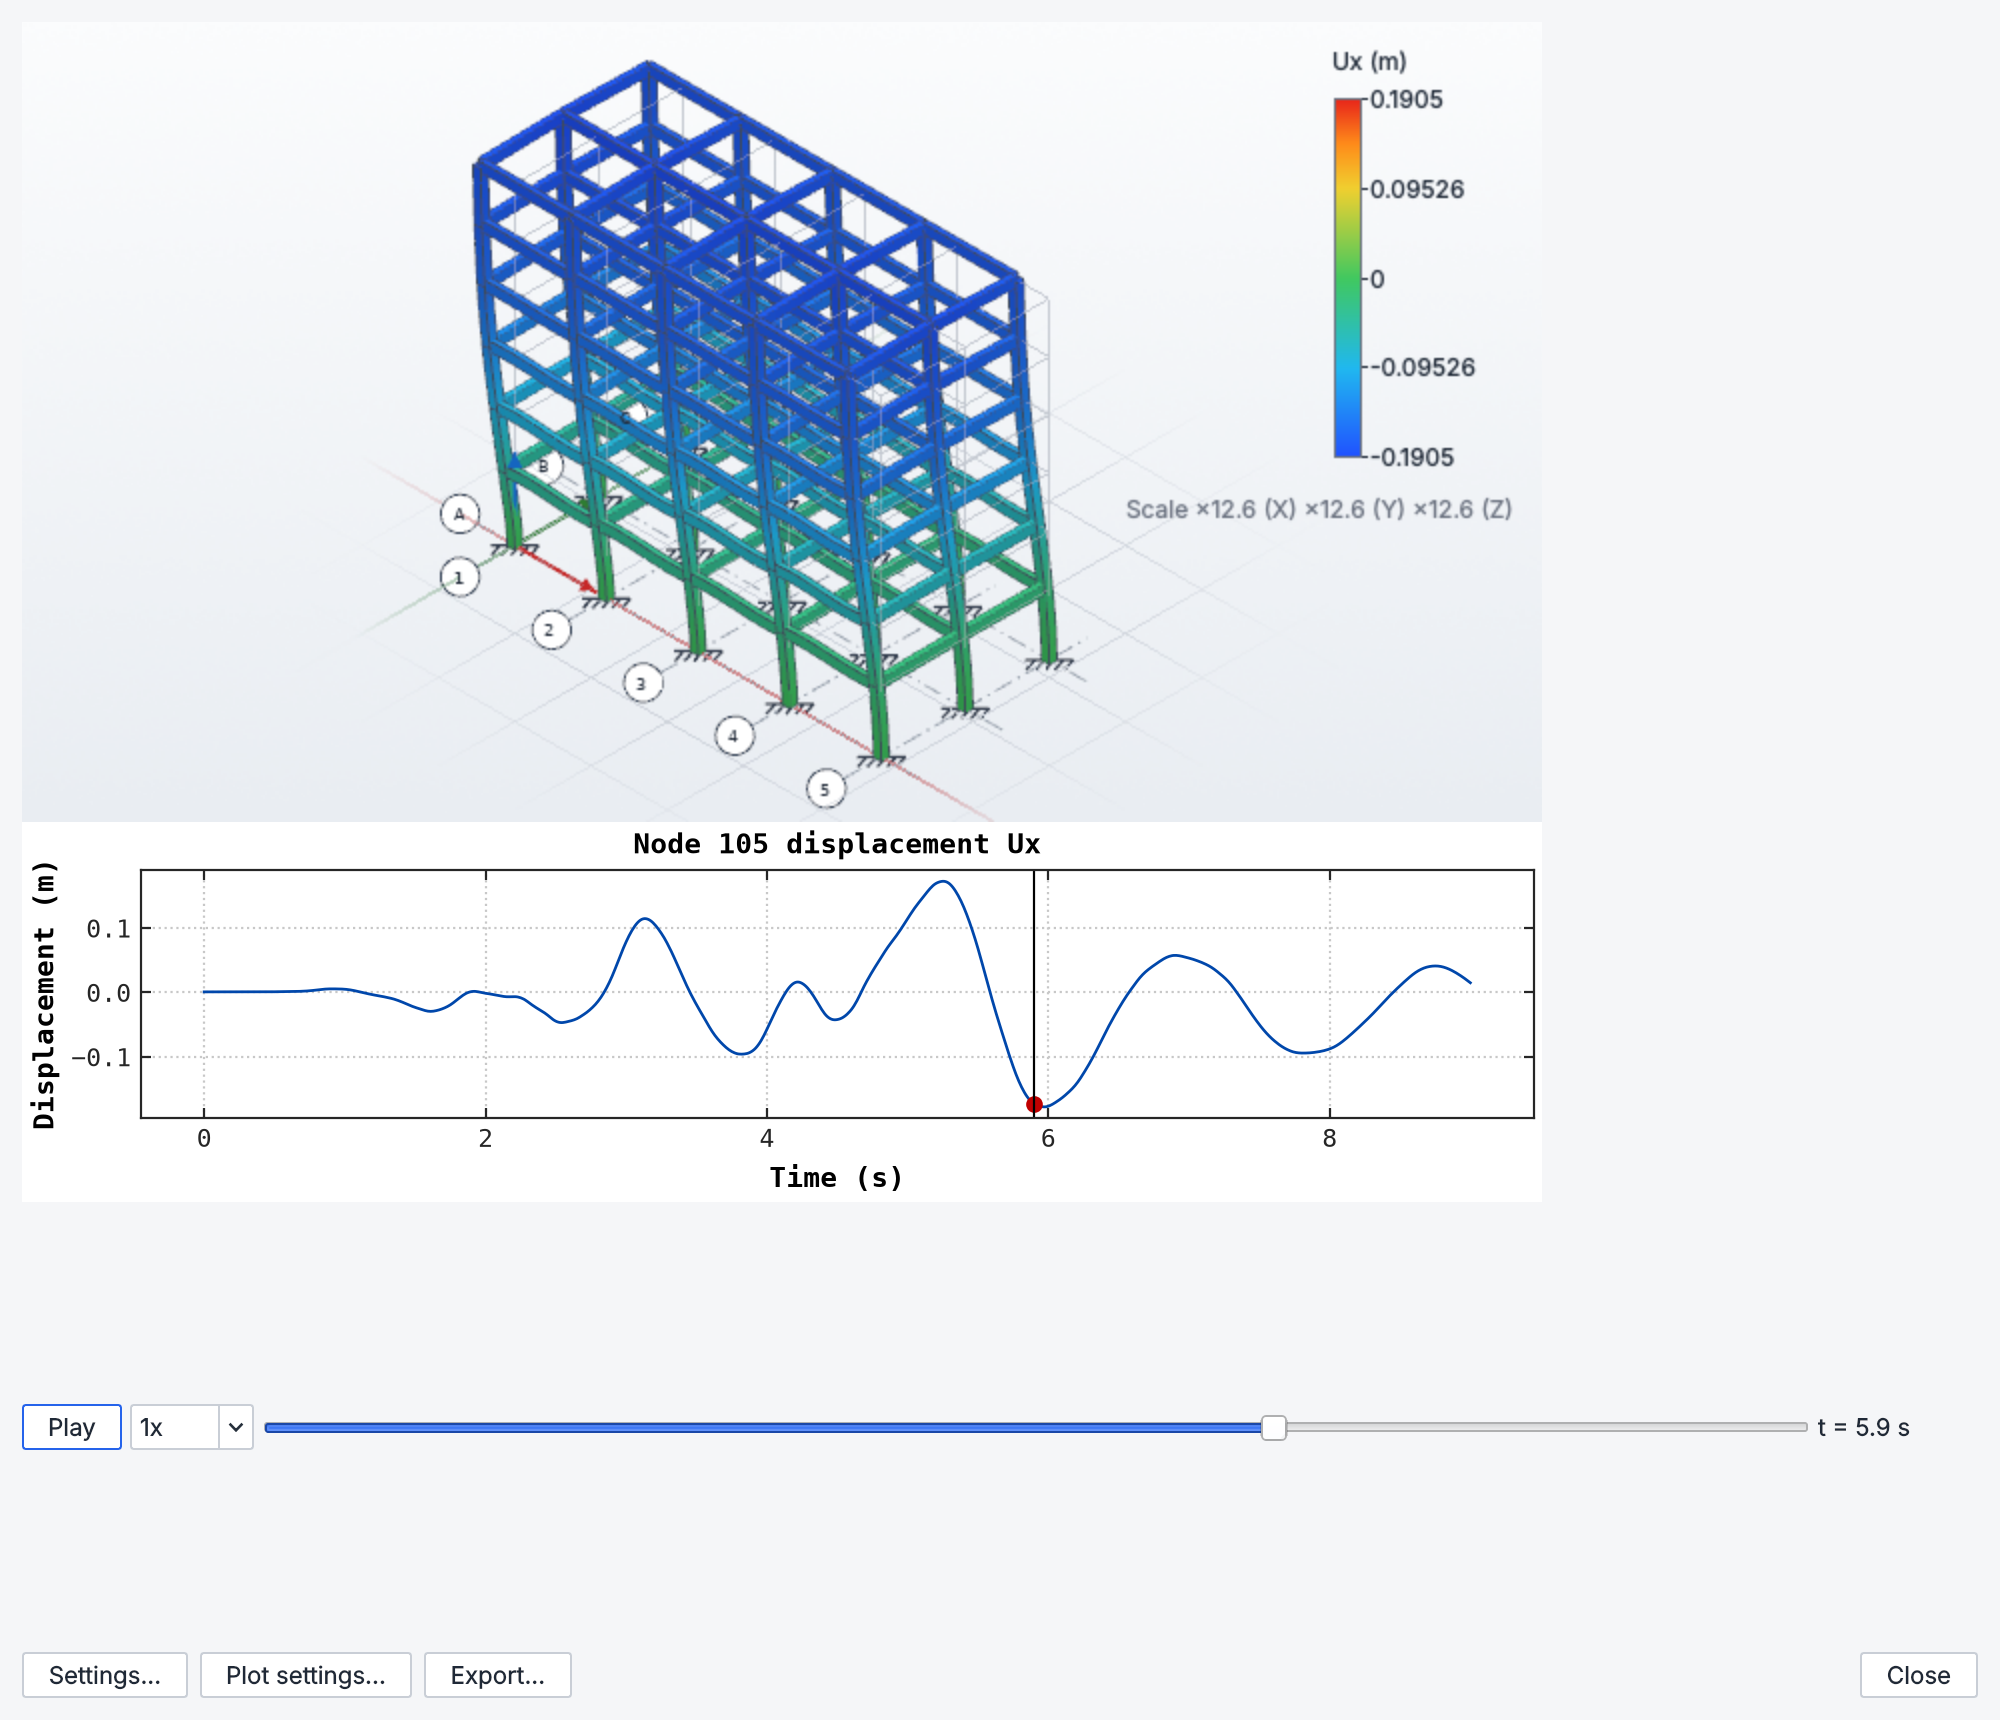 Ux (m)
0.1905
0.09526
0
-0.09526
-0.1905
Scale ×12.6 (X) ×12.6 (Y) ×12.6 (Z)
C
B
A
1
2
3
4
5
Node 105 displacement Ux
Displacement (m)
0.1
0.0
−0.1
0 2 4 6 8
Time (s)
Play 1x t = 5.9 s
Settings... Plot settings... Export... Close